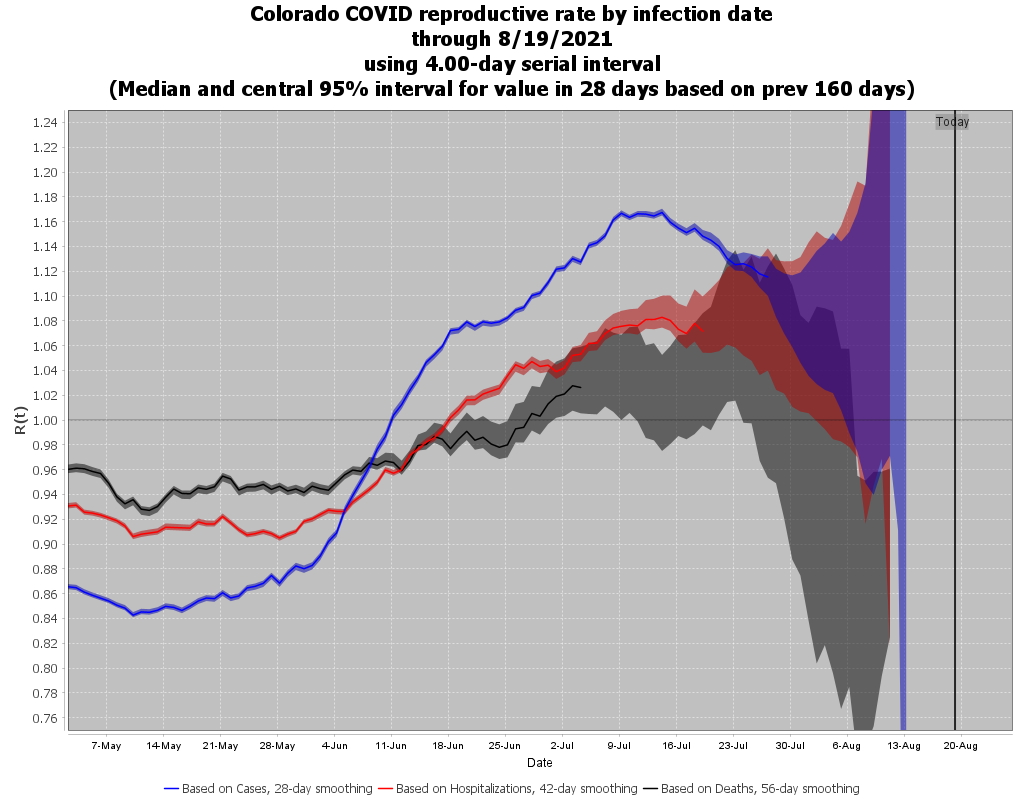 Colorado COVID reproductive rate by infection date
through 8/19/2021
using 4.00-day serial interval
(Median and central 95% interval for value in 28 days based on prev 160 days)
Today
1.24
1.22
1.20
1.18
1.16
1.14
1.12
1.10
1.08
1.06
1.04
1.02
1.00
0.98
0.96
0.94
0.92
0.90
0.88
0.86
0.84
0.82
0.80
0.78
0.76
R(t)
7-May 14-May 21-May 28-May 4-Jun 11-Jun 18-Jun 25-Jun 2-Jul 9-Jul 16-Jul 23-Jul 30-Jul 6-Aug 13-Aug 20-Aug
Date
Based on Cases, 28-day smoothing Based on Hospitalizations, 42-day smoothing Based on Deaths, 56-day smoothing